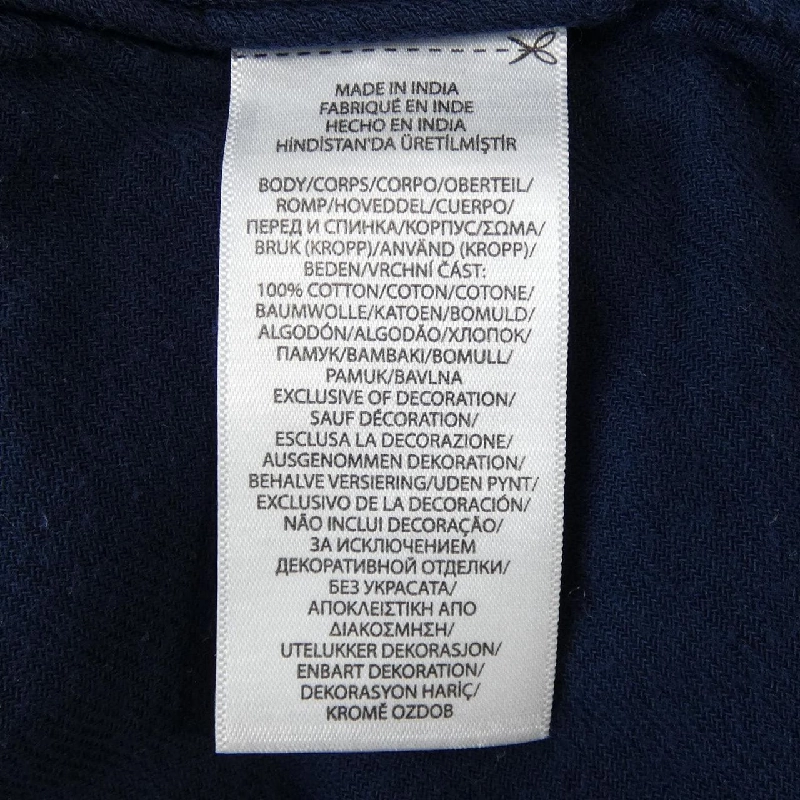 MADE IN INDIA
FABRIQUÉ EN INDE
HECHO EN INDIA
HİNDİSTAN'DA ÜRETİLMİŞTİR
BODY/CORPS/CORPO/OBERTEIL/
ROMP/HOVEDDEL/CUERPO/
ПЕРЕД И СПИНКА/КОРПУС/ΣΩΜΑ/
BRUK (KROPP)/ANVÄND (KROPP)/
BEDEN/VRCHNÍ ČÁST:
100% COTTON/COTON/COTONE/
BAUMWOLLE/KATOEN/BOMULD/
ALGODÓN/ALGODÃO/ХЛОПОК/
ПАМУК/ΒΑΜΒΑΚΙ/BOMULL/
PAMUK/BAVLNA
EXCLUSIVE OF DECORATION/
SAUF DÉCORATION/
ESCLUSA LA DECORAZIONE/
AUSGENOMMEN DEKORATION/
BEHALVE VERSIERING/UDEN PYNT/
EXCLUSIVO DE LA DECORACIÓN/
NÃO INCLUI DECORAÇÃO/
ЗА ИСКЛЮЧЕНИЕМ
ДЕКОРАТИВНОЙ ОТДЕЛКИ/
БЕЗ УКРАСАТА/
ΑΠΟΚΛΕΙΣΤΙΚΗ ΑΠΟ
ΔΙΑΚΟΣΜΗΣΗ/
UTELUKKER DEKORASJON/
ENBART DEKORATION/
DEKORASYON HARİÇ/
KROMĚ OZDOB